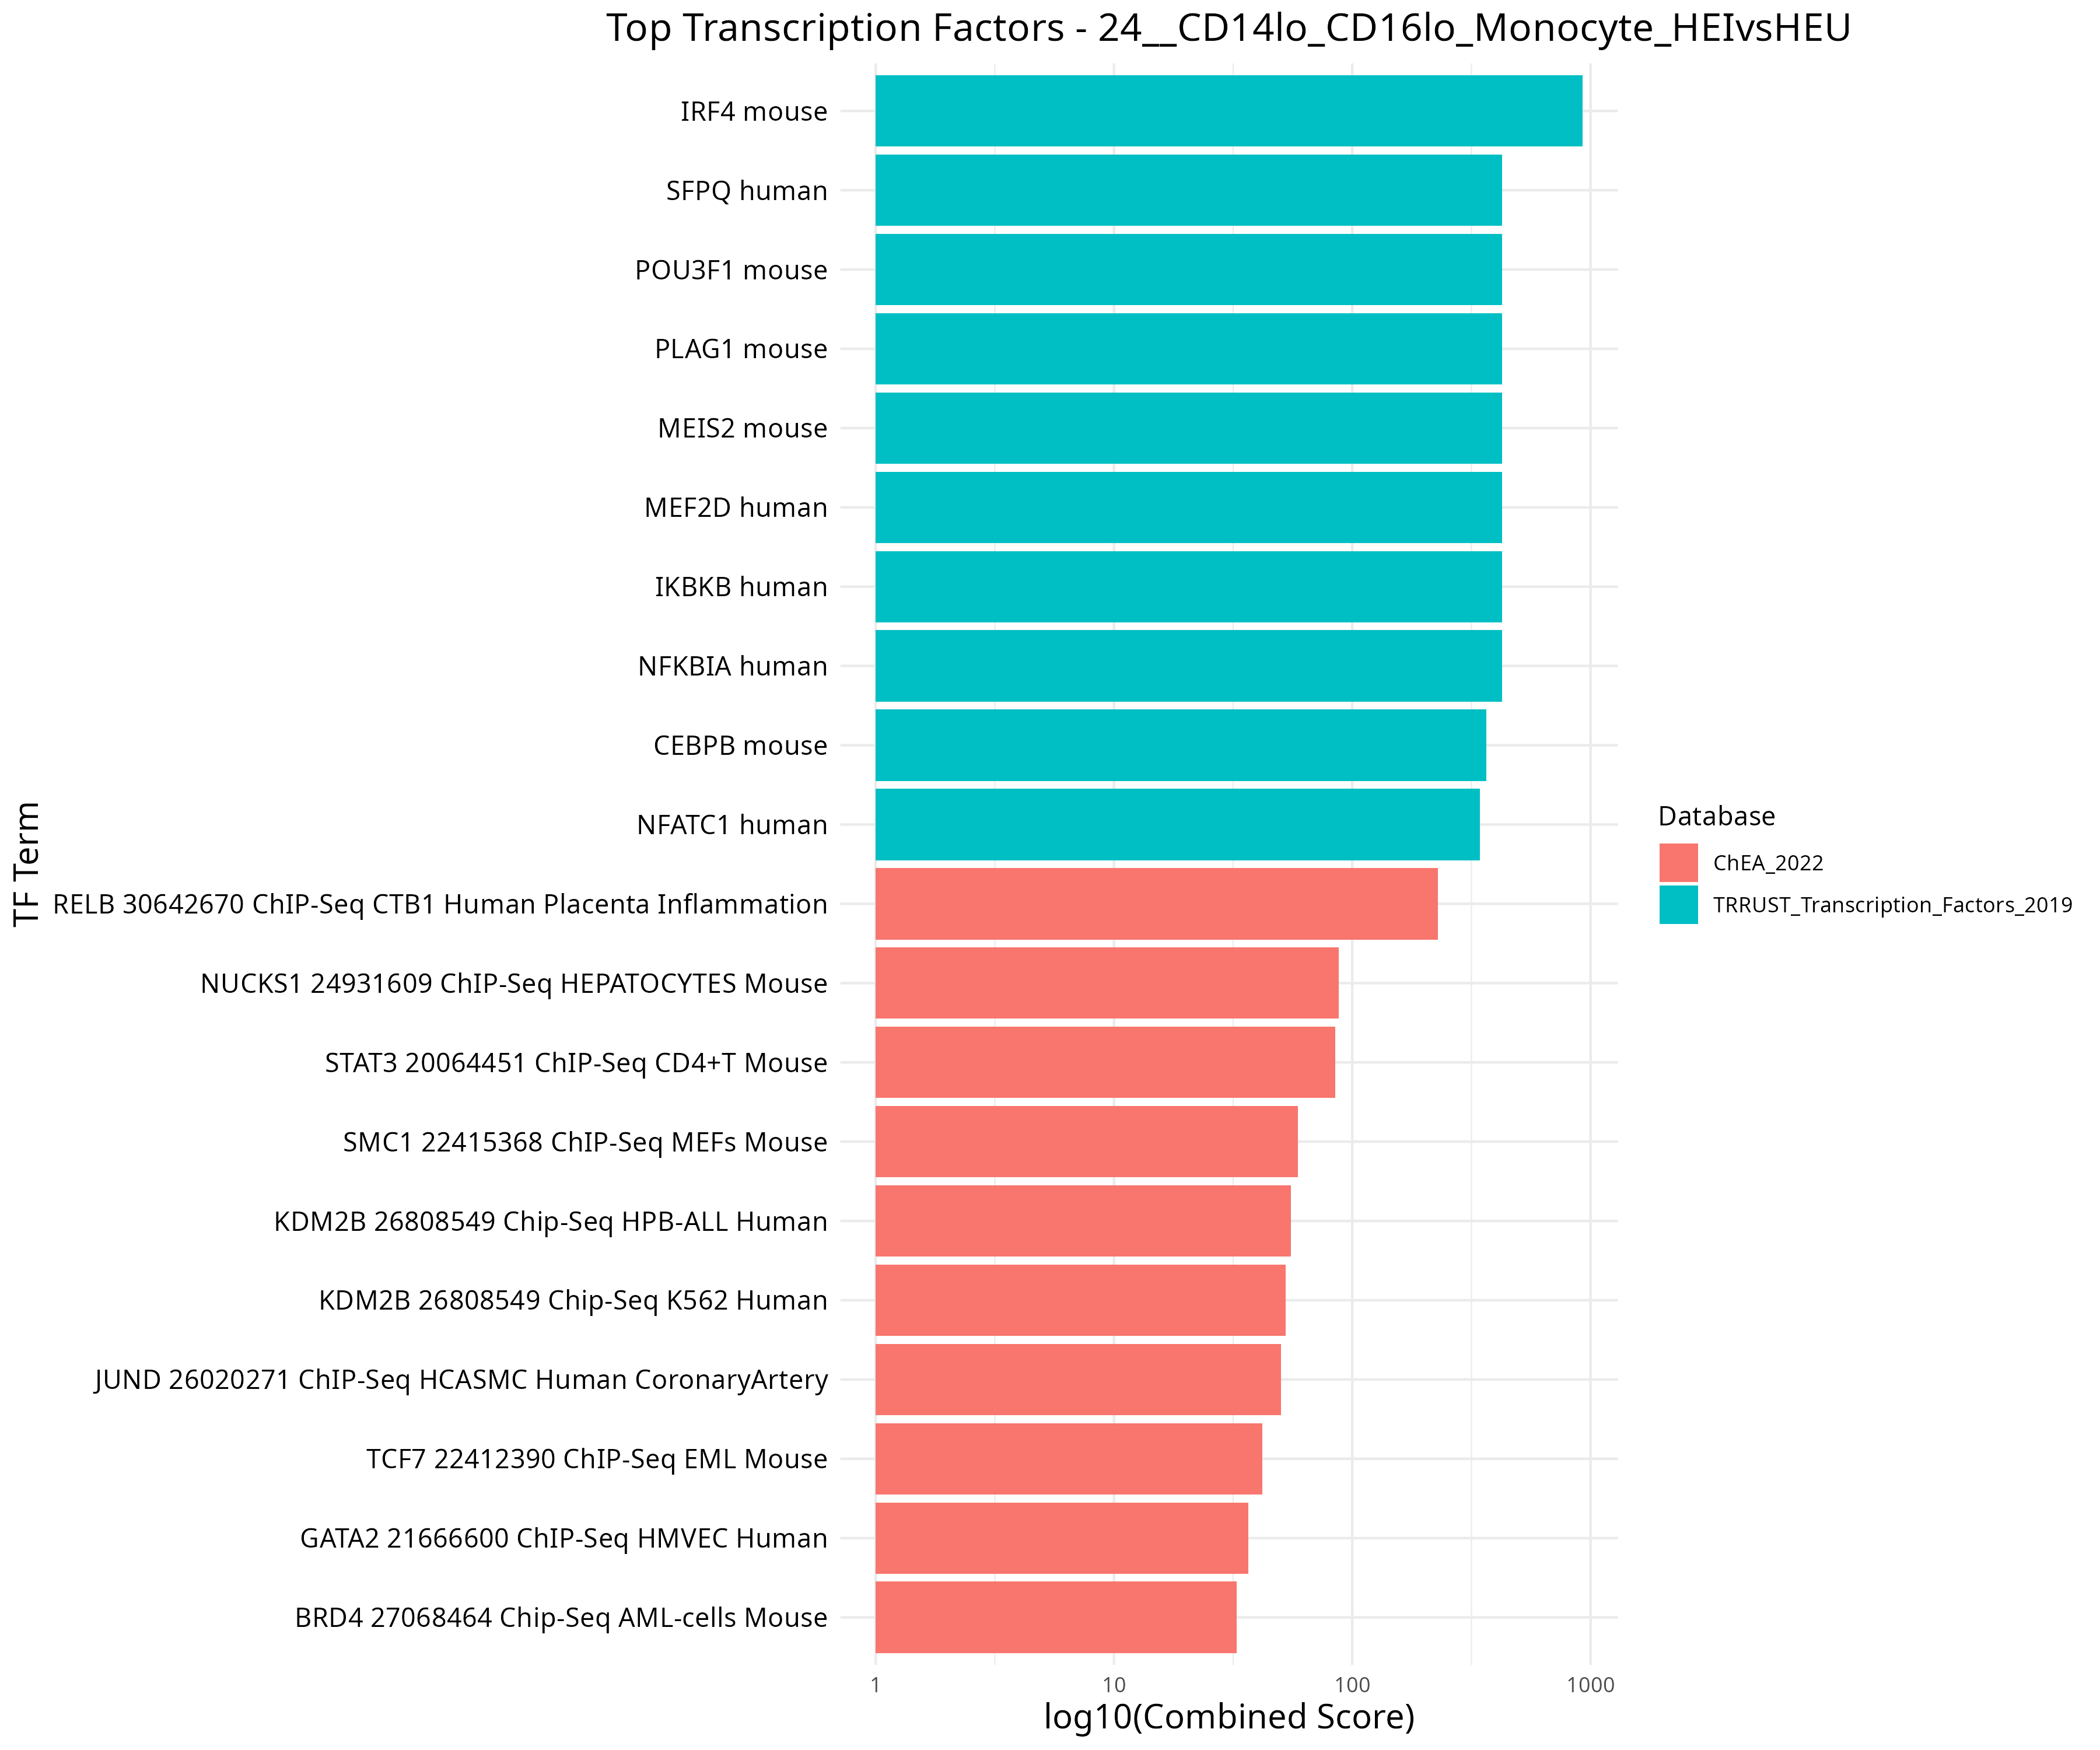 Top Transcription Factors - 24__CD14lo_CD16lo_Monocyte_HEIvsHEU
IRF4 mouse
SFPQ human
POU3F1 mouse
PLAG1 mouse
MEIS2 mouse
MEF2D human
IKBKB human
NFKBIA human
CEBPB mouse
NFATC1 human
RELB 30642670 ChIP-Seq CTB1 Human Placenta Inflammation
NUCKS1 24931609 ChIP-Seq HEPATOCYTES Mouse
STAT3 20064451 ChIP-Seq CD4+T Mouse
SMC1 22415368 ChIP-Seq MEFs Mouse
KDM2B 26808549 Chip-Seq HPB-ALL Human
KDM2B 26808549 Chip-Seq K562 Human
JUND 26020271 ChIP-Seq HCASMC Human CoronaryArtery
TCF7 22412390 ChIP-Seq EML Mouse
GATA2 21666600 ChIP-Seq HMVEC Human
BRD4 27068464 Chip-Seq AML-cells Mouse
TF Term
1 10 100 1000
log10(Combined Score)
Database
ChEA_2022
TRRUST_Transcription_Factors_2019